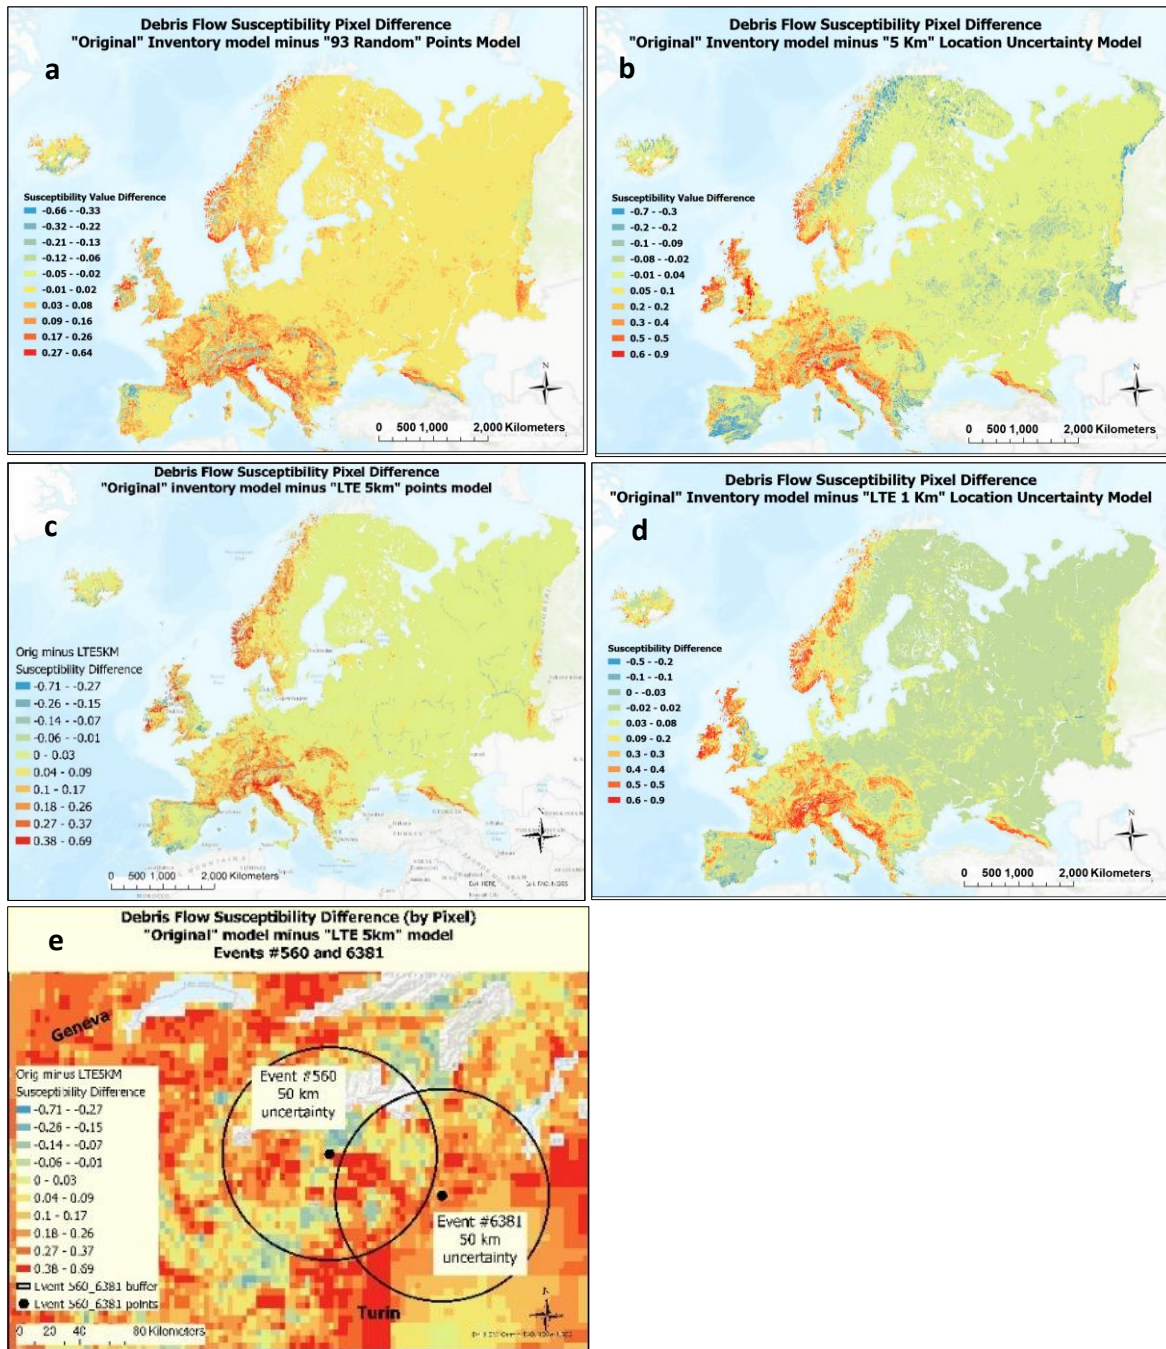 Debris Flow Susceptibility Pixel Difference
"Original" Inventory model minus "93 Random" Points Model
a
Susceptibility Value Difference
-0.66 - -0.33
-0.32 - -0.22
-0.21 - -0.13
-0.12 - -0.06
-0.05 - -0.02
-0.01 - 0.02
0.03 - 0.08
0.09 - 0.16
0.17 - 0.26
0.27 - 0.64
N
0 500 1,000 2,000 Kilometers
Debris Flow Susceptibility Pixel Difference
"Original" Inventory model minus "5 Km" Location Uncertainty Model
b
Susceptibility Value Difference
-0.7 - -0.3
-0.2 - -0.2
-0.1 - -0.09
-0.08 - -0.02
-0.01 - 0.04
0.05 - 0.1
0.2 - 0.2
0.3 - 0.4
0.5 - 0.5
0.6 - 0.9
N
0 500 1,000 2,000 Kilometers
Debris Flow Susceptibility Pixel Difference
"Original" inventory model minus "LTE 5km" points model
c
Orig minus LTE5KM
Susceptibility Difference
-0.71 - -0.27
-0.26 - -0.15
-0.14 - -0.07
-0.06 - -0.01
0 - 0.03
0.04 - 0.09
0.1 - 0.17
0.18 - 0.26
0.27 - 0.37
0.38 - 0.69
0 500 1,000 2,000 Kilometers
Debris Flow Susceptibility Pixel Difference
"Original" Inventory model minus "LTE 1 Km" Location Uncertainty Model
d
Susceptibility Difference
-0.5 - -0.2
-0.1 - -0.1
0 - -0.03
-0.02 - 0.02
0.03 - 0.08
0.09 - 0.2
0.3 - 0.3
0.4 - 0.4
0.5 - 0.5
0.6 - 0.9
N
0 500 1,000 2,000 Kilometers
Debris Flow Susceptibility Difference (by Pixel)
"Original" model minus "LTE 5km" model
Events #560 and 6381
e
Geneva
Event #560
50 km
uncertainty
Event #6381
50 km
uncertainty
Turin
Orig minus LTE5KM
Susceptibility Difference
-0.71 - -0.27
-0.26 - -0.15
-0.14 - -0.07
-0.06 - -0.01
0 - 0.03
0.04 - 0.09
0.1 - 0.17
0.18 - 0.26
0.27 - 0.37
0.38 - 0.69
Event 560_6381 buffer
Event 560_6381 points
N
0 20 40 80 Kilometers